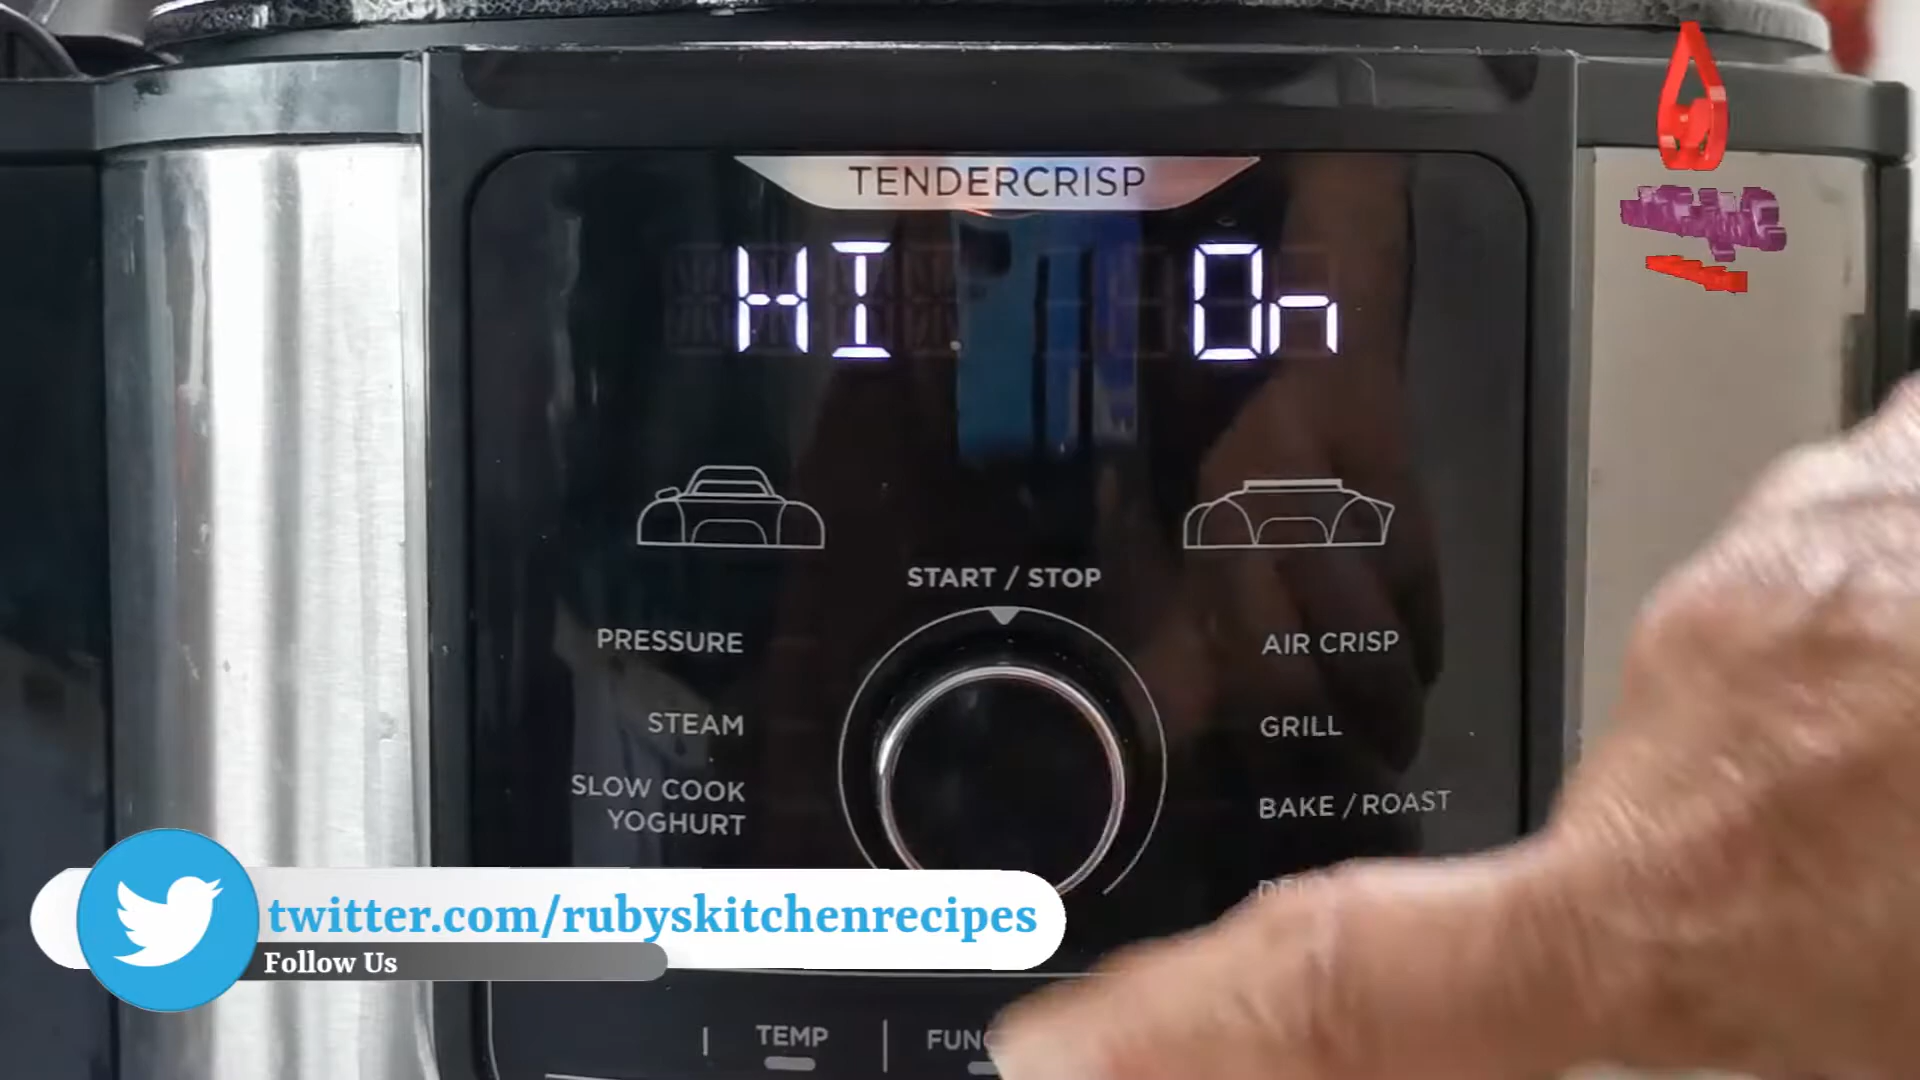 TENDERCRISP
HI On
START / STOP
PRESSURE
AIR CRISP
STEAM
GRILL
SLOW COOK
YOGHURT
BAKE / ROAST
twitter.com/rubyskitchenrecipes
Follow Us
TEMP